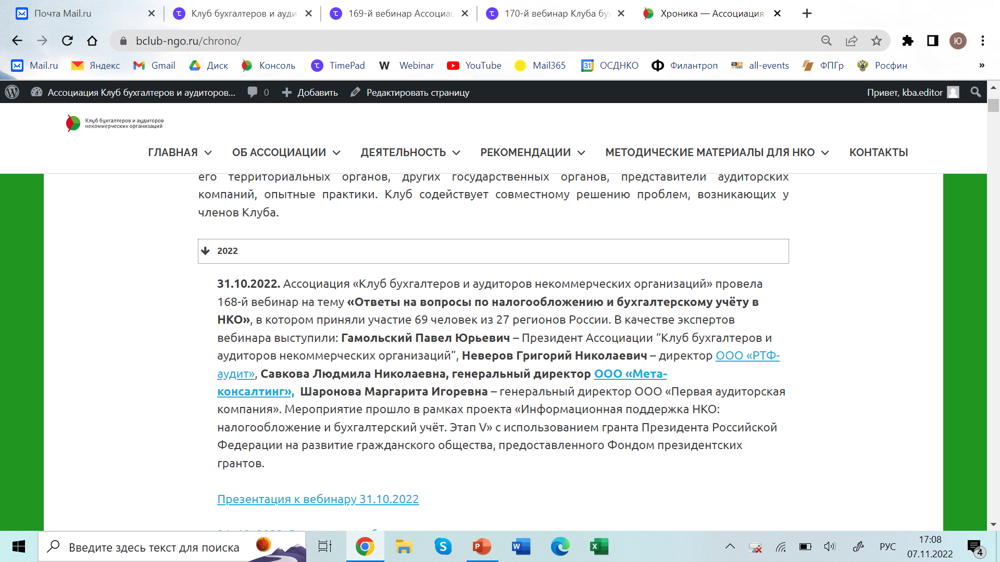 Почта Mail.ru
Клуб бухгалтеров и ауди
169-й вебинар Ассоциац
170-й вебинар Клуба бу
Хроника — Ассоциация
bclub-ngo.ru/chrono/
Ю
Mail.ru
Яндекс
Gmail
Диск
Консоль
TimePad
Webinar
YouTube
Mail365
31
ОСДНКО
Филантроп
all-events
ФПГр
Росфин
»
Ассоциация Клуб бухгалтеров и аудиторов...
0
Добавить
Редактировать страницу
Привет, kba.editor
Клуб бухгалтеров и аудиторов
некоммерческих организаций
ГЛАВНАЯ
ОБ АССОЦИАЦИИ
ДЕЯТЕЛЬНОСТЬ
РЕКОМЕНДАЦИИ
МЕТОДИЧЕСКИЕ МАТЕРИАЛЫ ДЛЯ НКО
КОНТАКТЫ
его территориальных органов, других государственных органов, представители аудиторских
компаний, опытные практики. Клуб содействует совместному решению проблем, возникающих у
членов Клуба.
2022
31.10.2022. Ассоциация «Клуб бухгалтеров и аудиторов некоммерческих организаций» провела
168-й вебинар на тему «Ответы на вопросы по налогообложению и бухгалтерскому учёту в
НКО», в котором приняли участие 69 человек из 27 регионов России. В качестве экспертов
вебинара выступили: Гамольский Павел Юрьевич – Президент Ассоциации “Клуб бухгалтеров и
аудиторов некоммерческих организаций”, Неверов Григорий Николаевич – директор ООО «РТФ-
аудит», Савкова Людмила Николаевна, генеральный директор ООО «Мета-
консалтинг», Шаронова Маргарита Игоревна – генеральный директор ООО «Первая аудиторская
компания». Мероприятие прошло в рамках проекта «Информационная поддержка НКО:
налогообложение и бухгалтерский учёт. Этап V» с использованием гранта Президента Российской
Федерации на развитие гражданского общества, предоставленного Фондом президентских
грантов.
Презентация к вебинару 31.10.2022
Введите здесь текст для поиска
РУС
17:08
07.11.2022
4